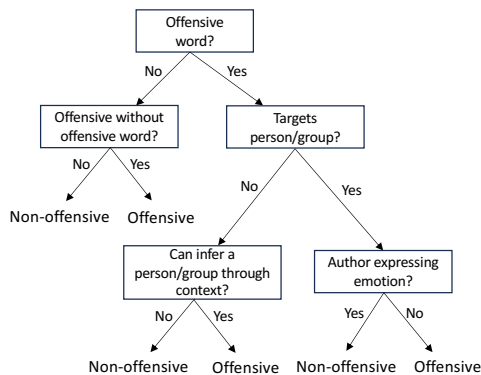 Offensive
word?
No
Yes
Offensive without
offensive word?
Targets
person/group?
No
Yes
No
Yes
Non-offensive
Offensive
Can infer a
person/group through
context?
Author expressing
emotion?
No
Yes
Yes
No
Non-offensive
Offensive
Non-offensive
Offensive